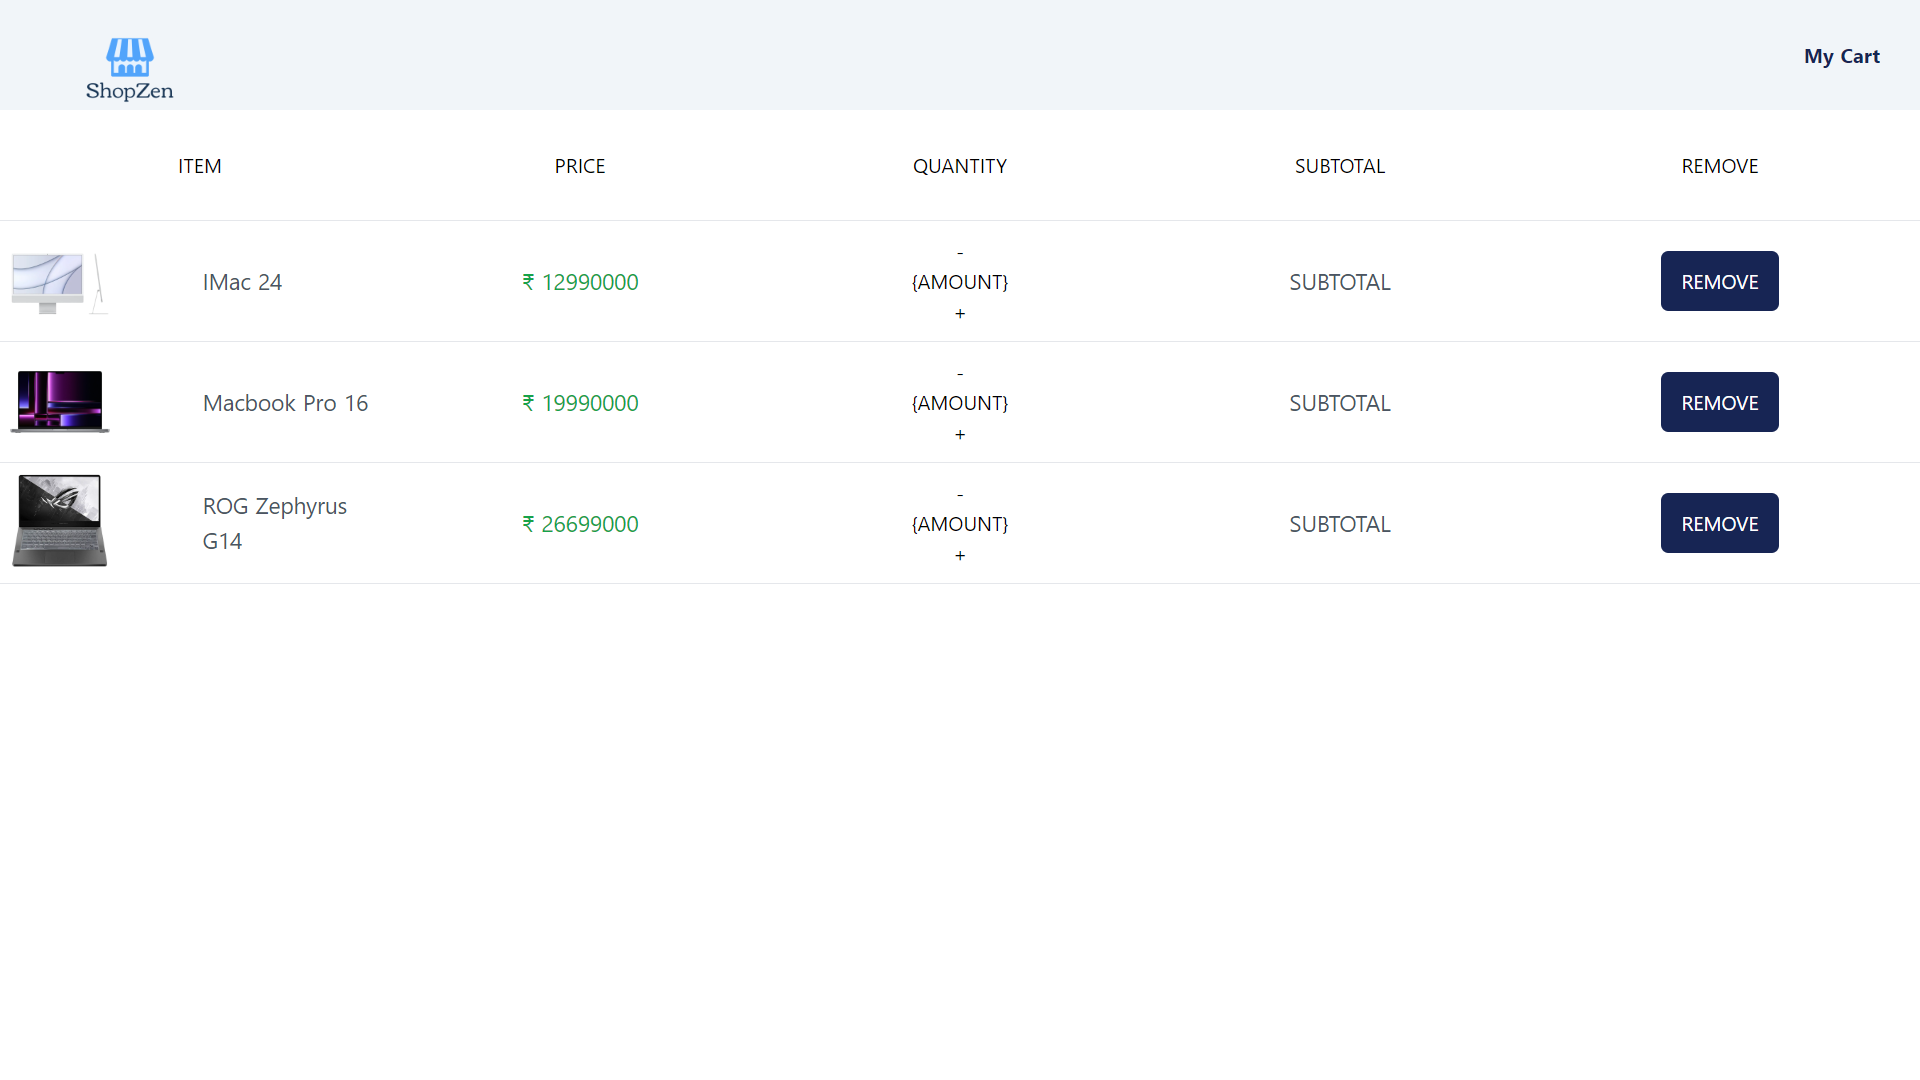 ShopZen
My Cart
ITEM PRICE QUANTITY SUBTOTAL REMOVE
IMac 24 ₹ 12990000 - {AMOUNT} + SUBTOTAL REMOVE
Macbook Pro 16 ₹ 19990000 - {AMOUNT} + SUBTOTAL REMOVE
ROG Zephyrus
G14
₹ 26699000 - {AMOUNT} + SUBTOTAL REMOVE